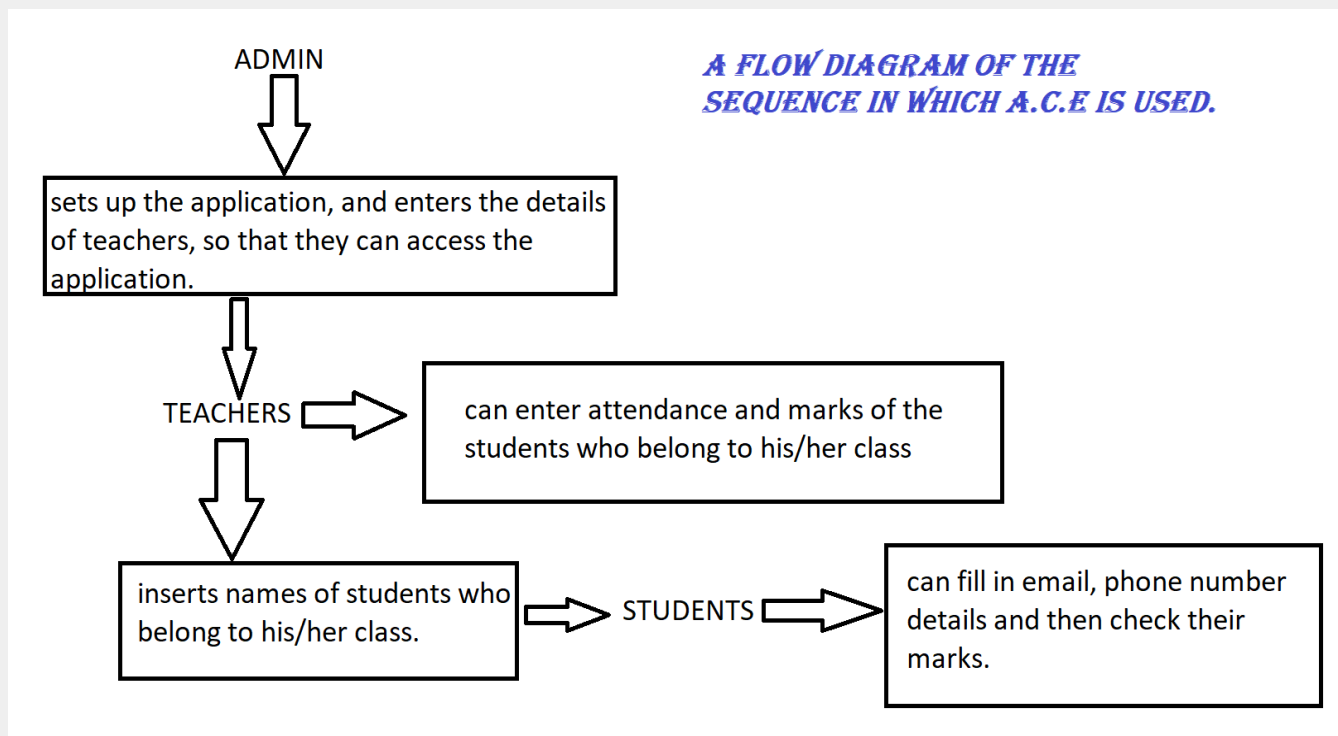 ADMIN
A FLOW DIAGRAM OF THE
SEQUENCE IN WHICH A.C.E IS USED.
sets up the application, and enters the details
of teachers, so that they can access the
application.
TEACHERS
can enter attendance and marks of the
students who belong to his/her class
inserts names of students who
belong to his/her class.
STUDENTS
can fill in email, phone number
details and then check their
marks.